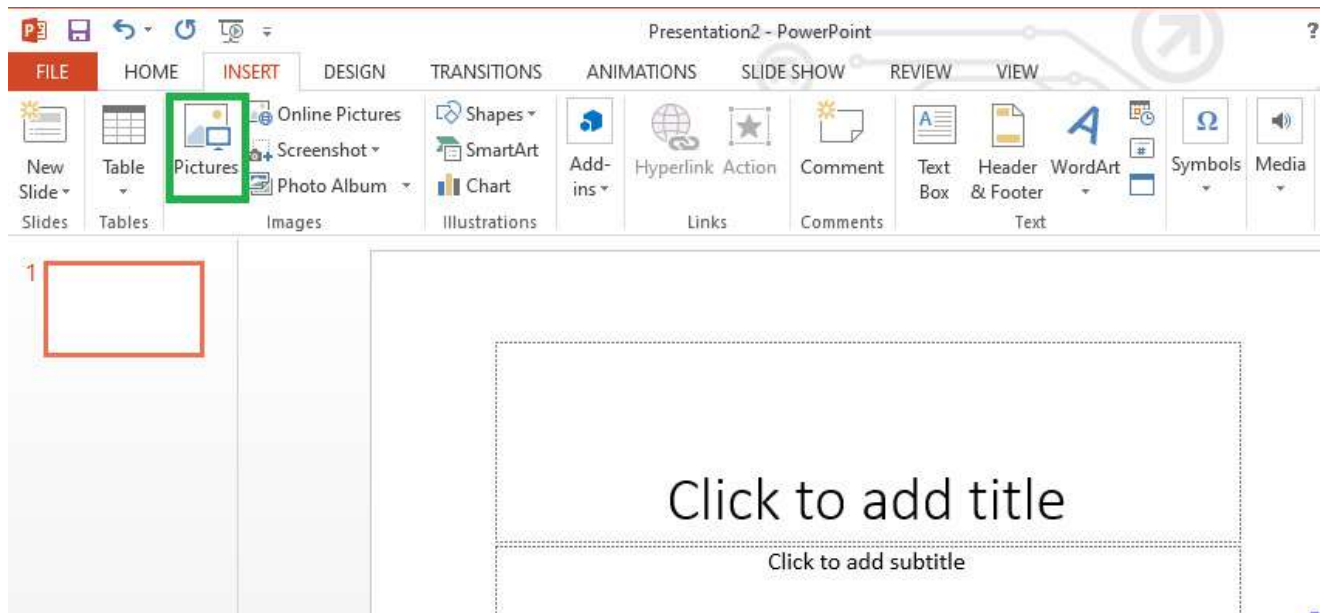 Presentation2 - PowerPoint
?
FILE HOME INSERT DESIGN TRANSITIONS ANIMATIONS SLIDE SHOW REVIEW VIEW
New Slide
Table
Pictures
Online Pictures
Screenshot
Photo Album
Shapes
SmartArt
Chart
Add-ins
Hyperlink
Action
Comment
Text Box
Header & Footer
WordArt
#
Ω
Symbols
Media
Slides Tables Images Illustrations Links Comments Text
1
Click to add title
Click to add subtitle